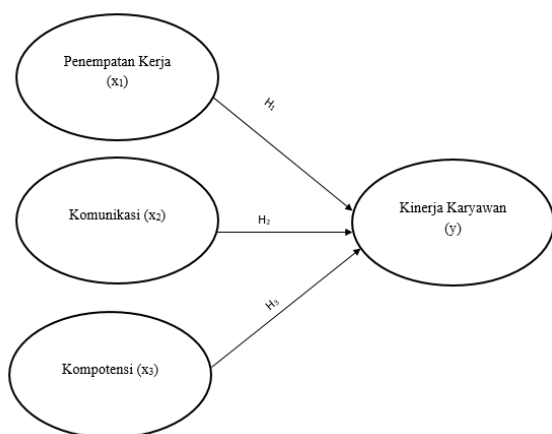 Penempatan Kerja
(x₁)
H₁
Komunikasi (x₂)
H₂
Kinerja Karyawan
(y)
H₃
Kompotensi (x₃)